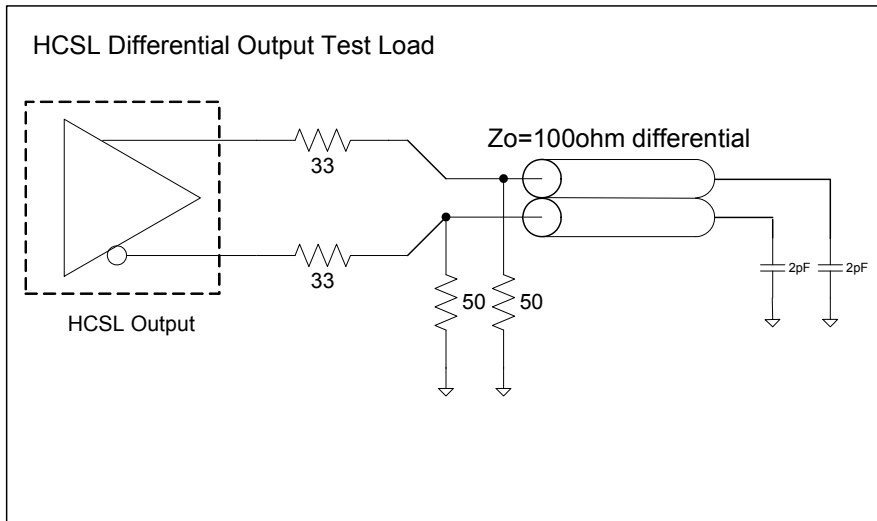 HCSL Differential Output Test Load
Zo=100ohm differential
33
33
2pF 2pF
50 50
HCSL Output